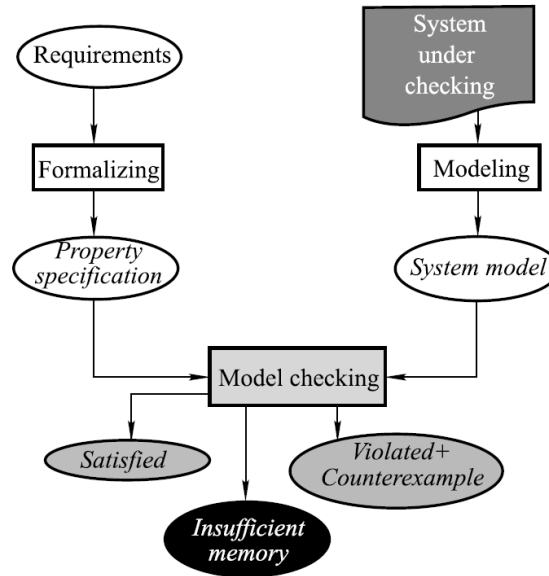 Requirements
System
under
checking
Formalizing
Modeling
Property
specification
System model
Model checking
Satisfied
Violated+
Counterexample
Insufficient
memory